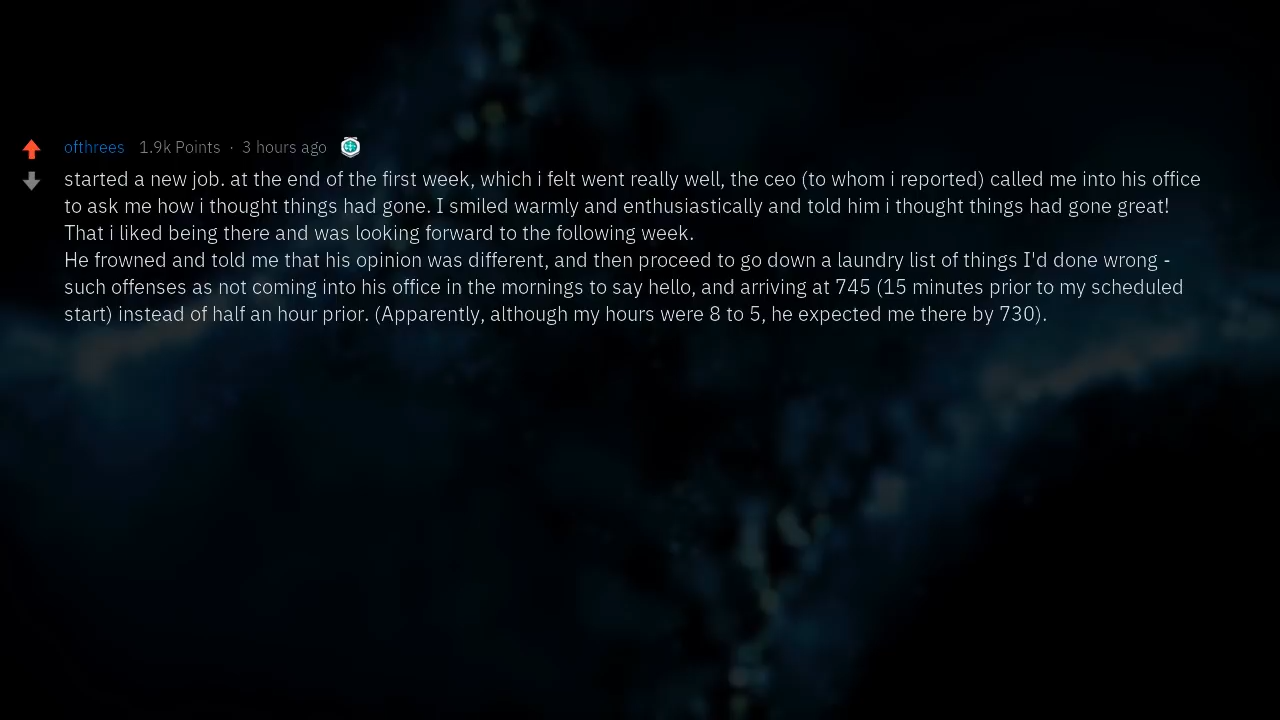 ofthrees 1.9k Points · 3 hours ago
started a new job. at the end of the first week, which i felt went really well, the ceo (to whom i reported) called me into his office
to ask me how i thought things had gone. I smiled warmly and enthusiastically and told him i thought things had gone great!
That i liked being there and was looking forward to the following week.
He frowned and told me that his opinion was different, and then proceed to go down a laundry list of things I'd done wrong -
such offenses as not coming into his office in the mornings to say hello, and arriving at 745 (15 minutes prior to my scheduled
start) instead of half an hour prior. (Apparently, although my hours were 8 to 5, he expected me there by 730).